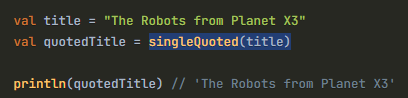 val title = "The Robots from Planet X3"
val quotedTitle = singleQuoted(title)
println(quotedTitle) // 'The Robots from Planet X3'